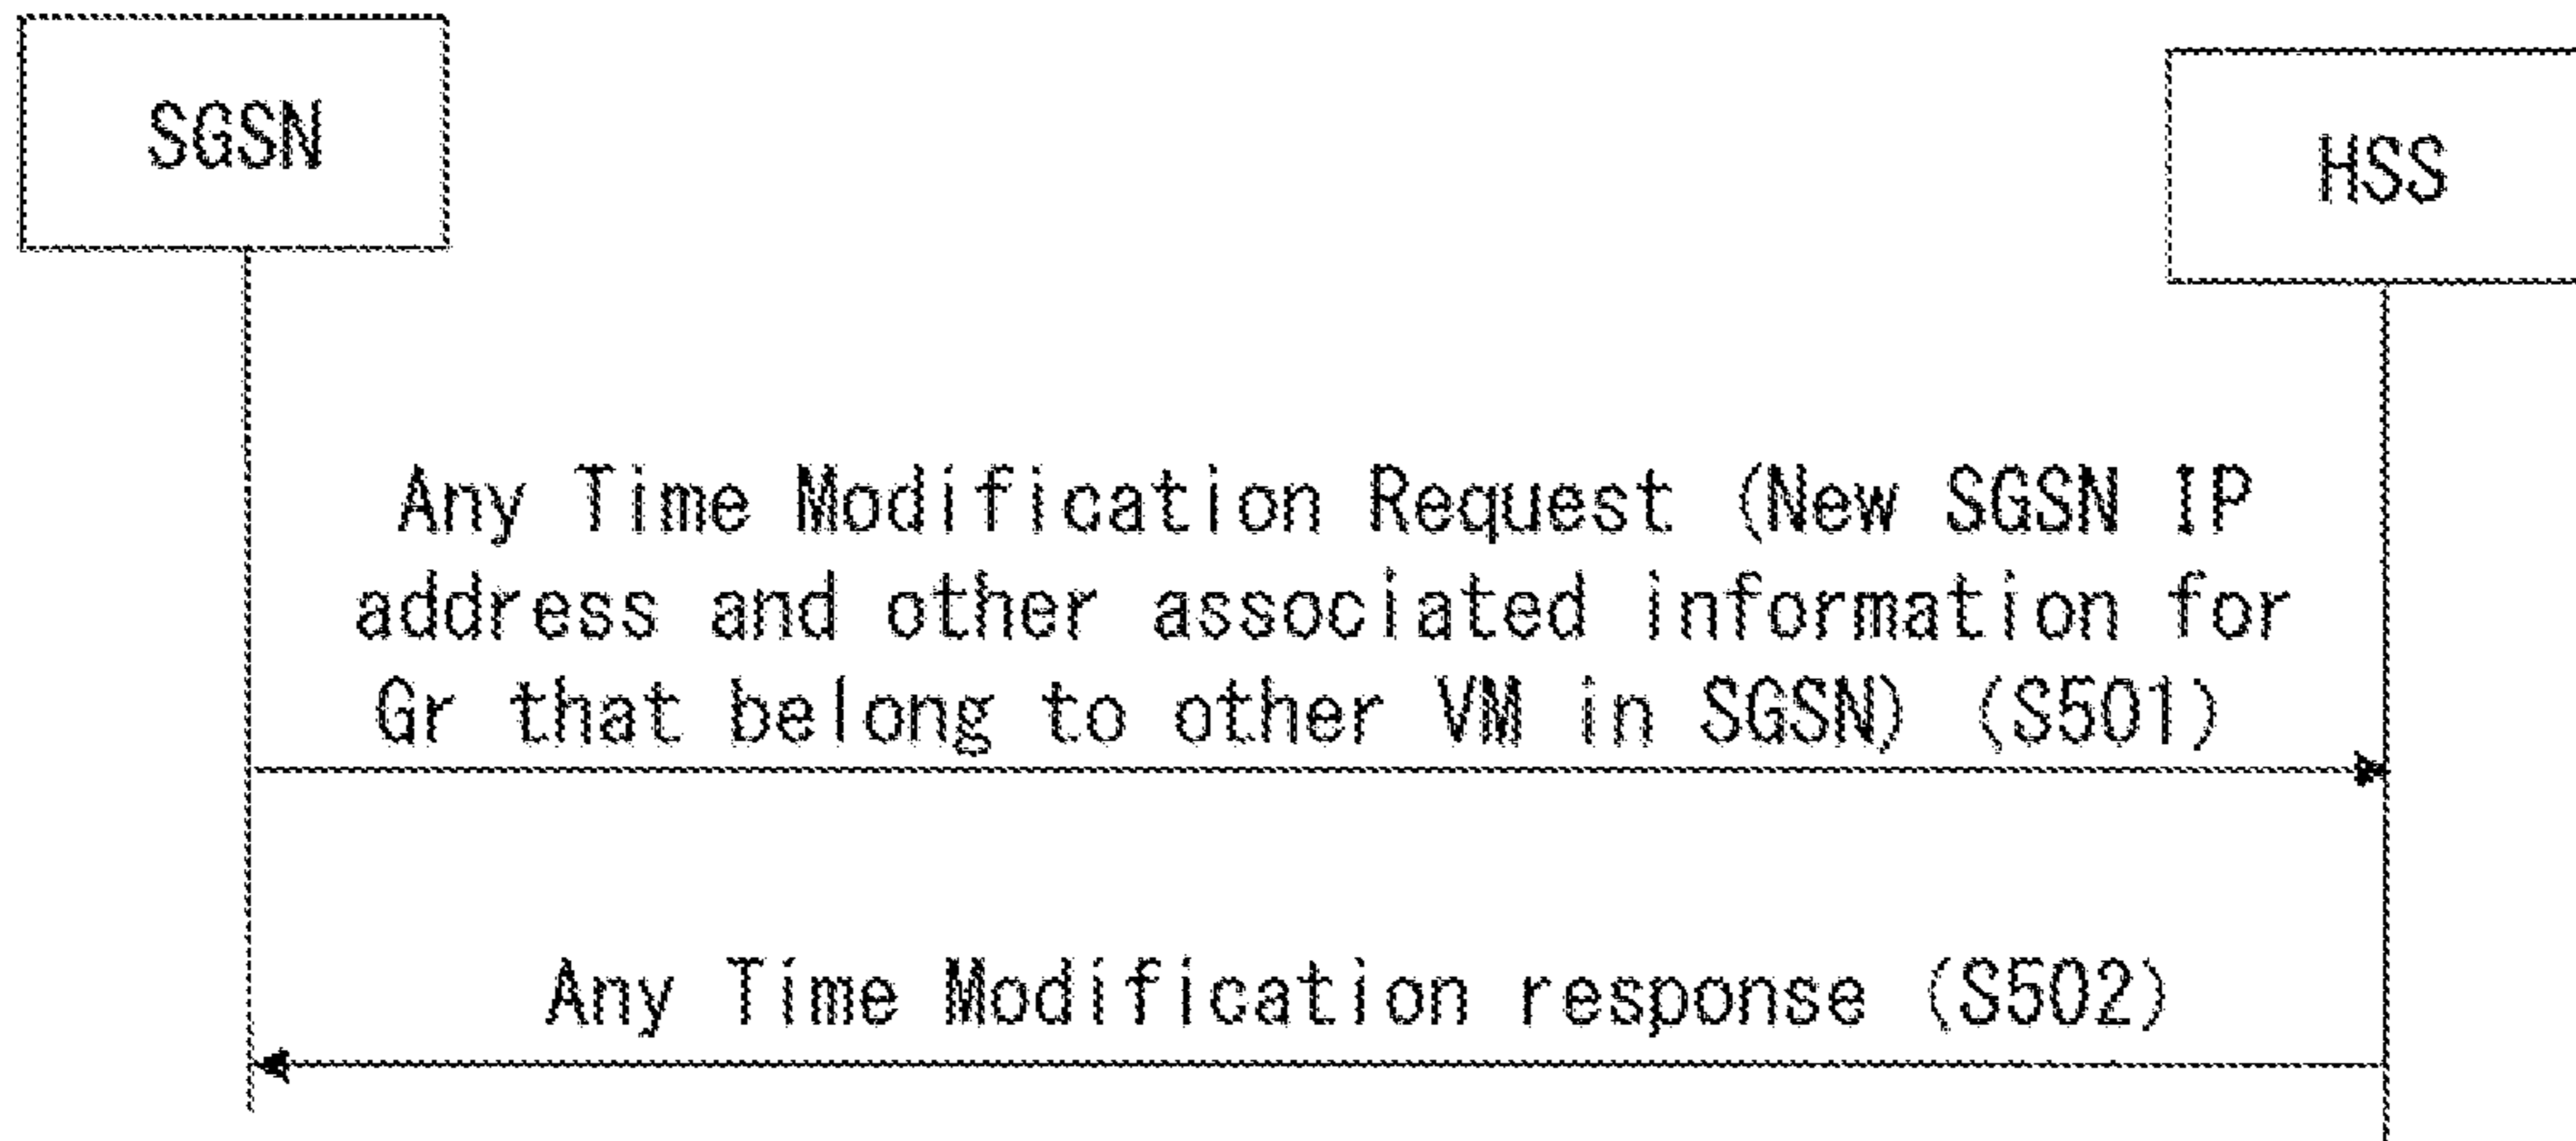 SGSN
HSS
Any Time Modification Request (New SGSN IP
address and other associated information for
Gr that belong to other VM in SGSN) (S501)
Any Time Modification response (S502)